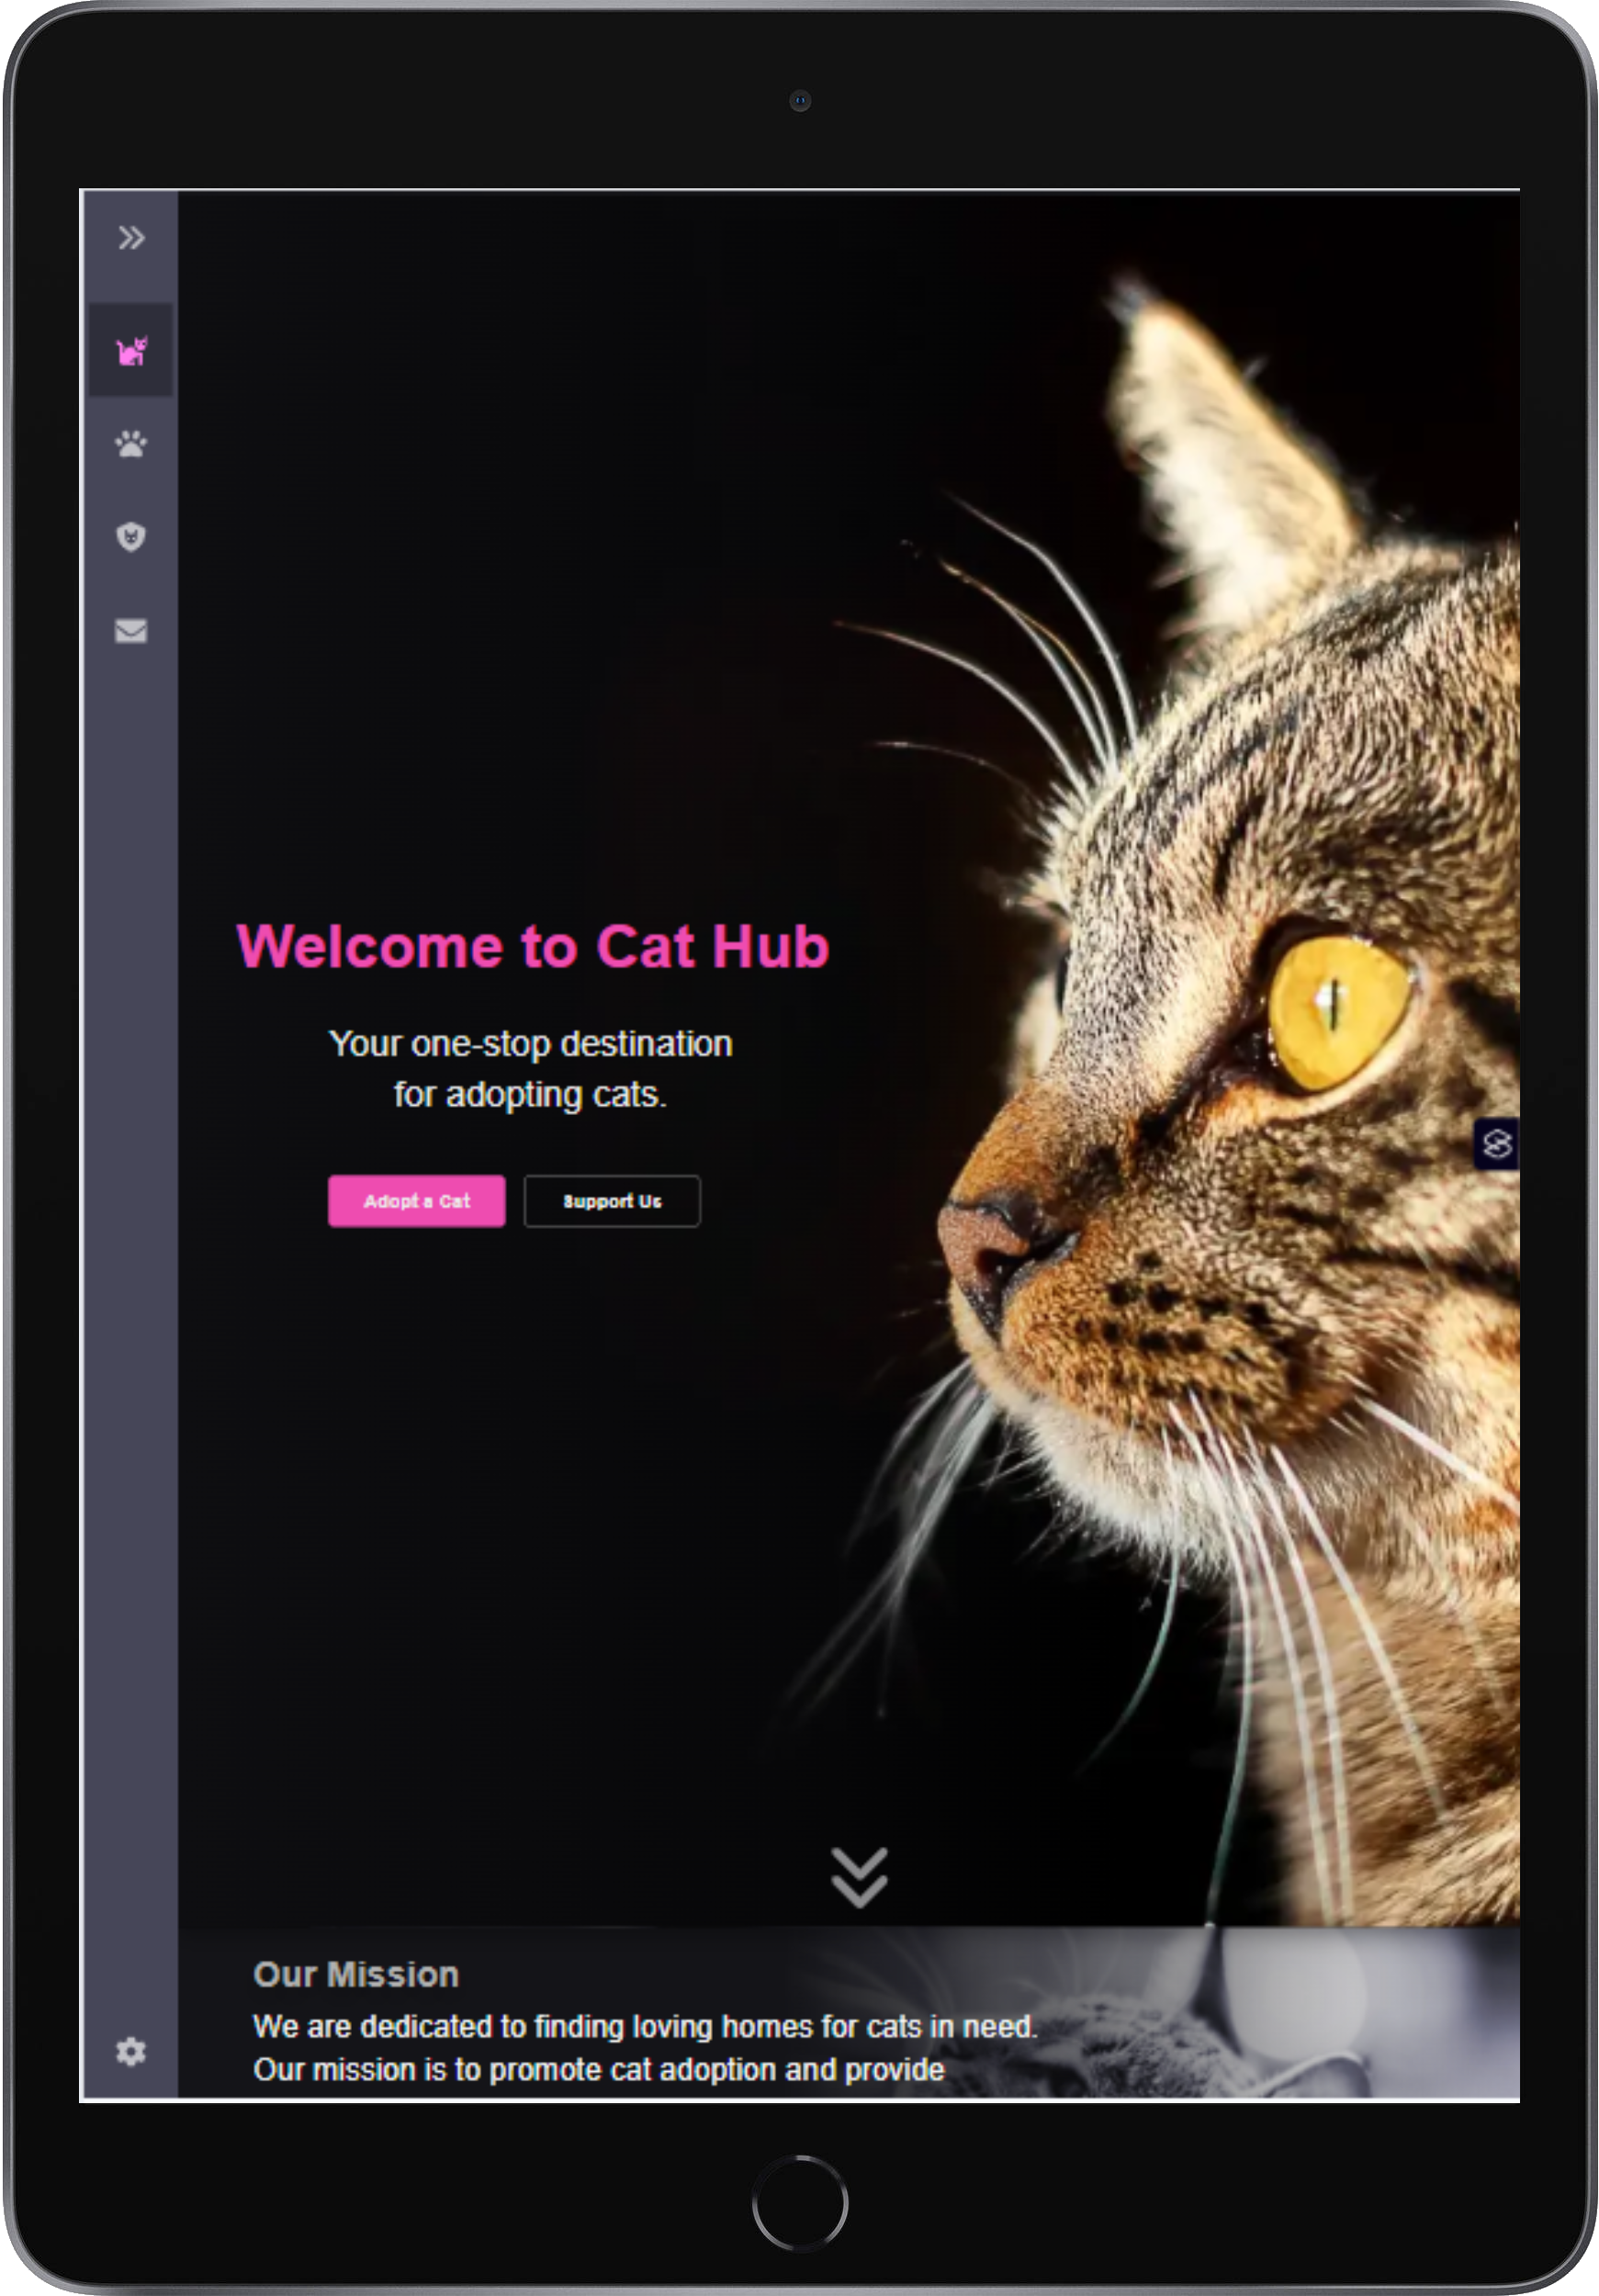 Welcome to Cat Hub
Your one-stop destination
for adopting cats.
Adopt a Cat
Support Us
Our Mission
We are dedicated to finding loving homes for cats in need.
Our mission is to promote cat adoption and provide